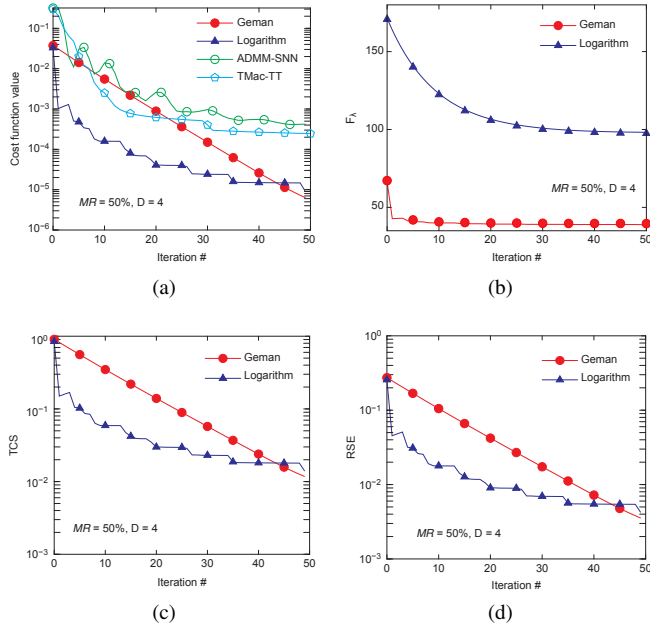 10⁰
10⁻¹
10⁻²
10⁻³
10⁻⁴
10⁻⁵
10⁻⁶
Cost function value
Geman
Logarithm
ADMM-SNN
TMac-TT
MR = 50%, D = 4
0 10 20 30 40 50
Iteration #
(a)
150
100
50
F_λ
Geman
Logarithm
MR = 50%, D = 4
0 10 20 30 40 50
Iteration #
(b)
10⁰
10⁻¹
10⁻²
10⁻³
TCS
Geman
Logarithm
MR = 50%, D = 4
0 10 20 30 40 50
Iteration #
(c)
10⁰
10⁻¹
10⁻²
10⁻³
RSE
Geman
Logarithm
MR = 50%, D = 4
0 10 20 30 40 50
Iteration #
(d)